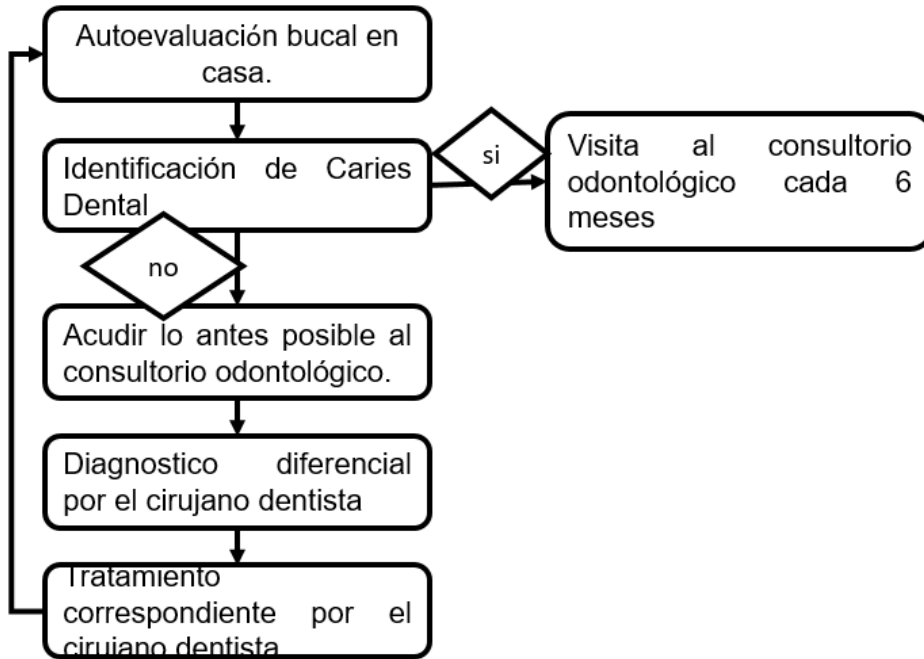 Autoevaluación bucal en
casa.
Identificación de Caries
Dental
si
Visita al consultorio
odontológico cada 6
meses
no
Acudir lo antes posible al
consultorio odontológico.
Diagnostico diferencial
por el cirujano dentista
Tratamiento
correspondiente por el
cirujano dentista